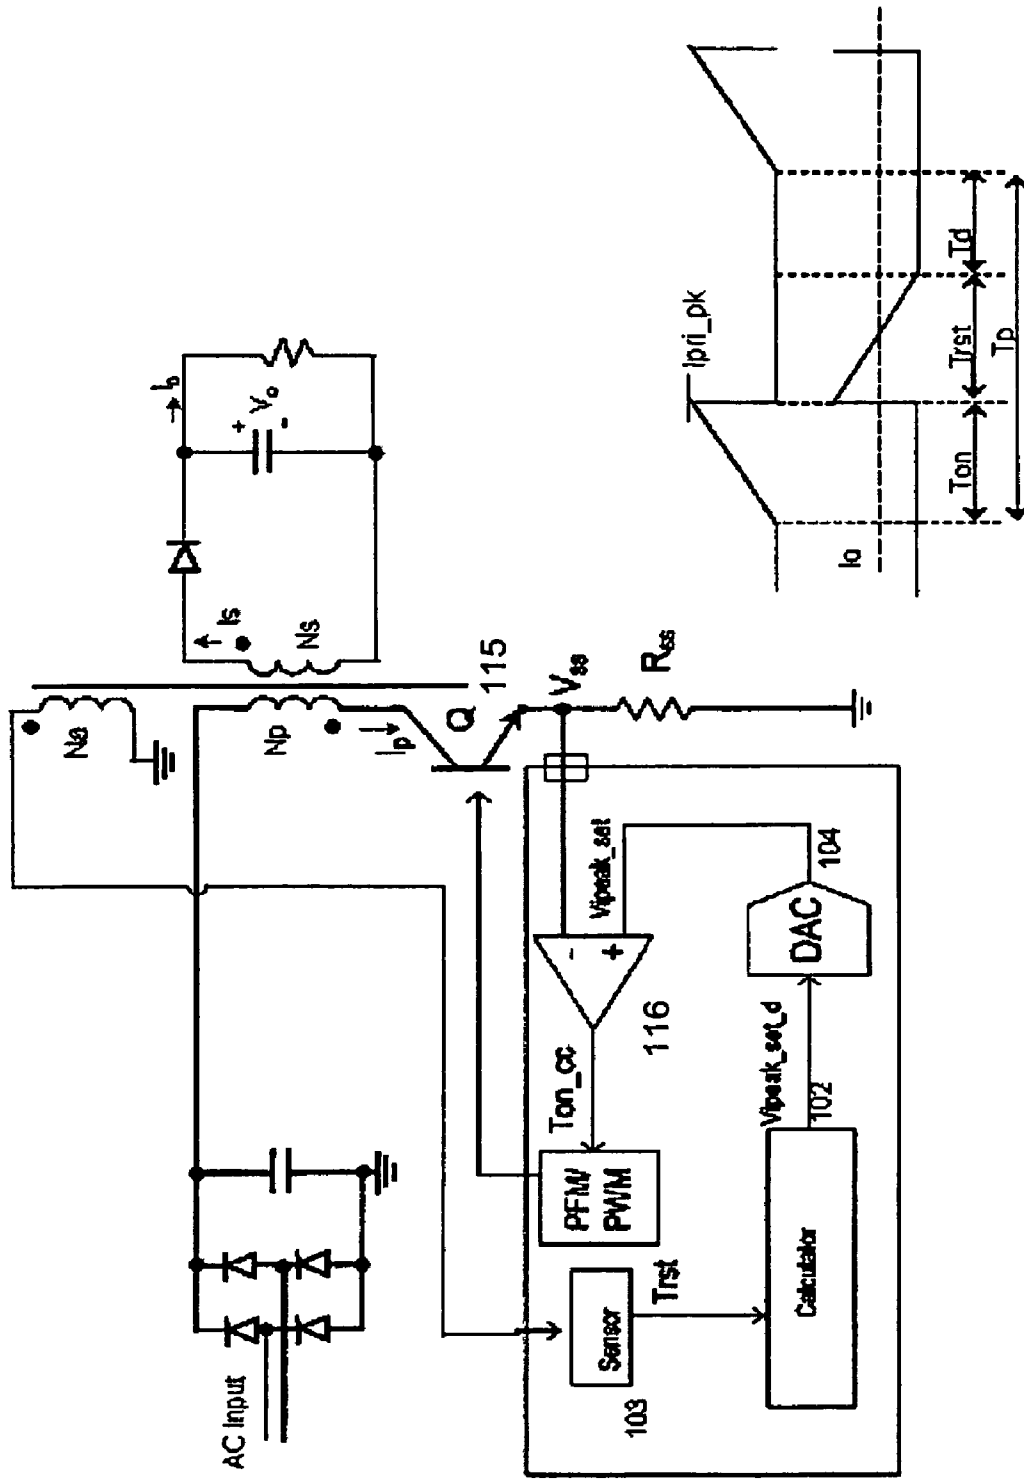 AC Input
Na
Np
Ip
Q
115
Is
Ns
Io
+
Vo
-
Vss
Rss
Sensor
103
Trst
PFM/
PWM
Ton_cc
116
-
+
Vipeak_set
Calculator
Vipeak_set_d
102
DAC
104
Ipri_pk
Io
Ton
Trst
Td
Tp